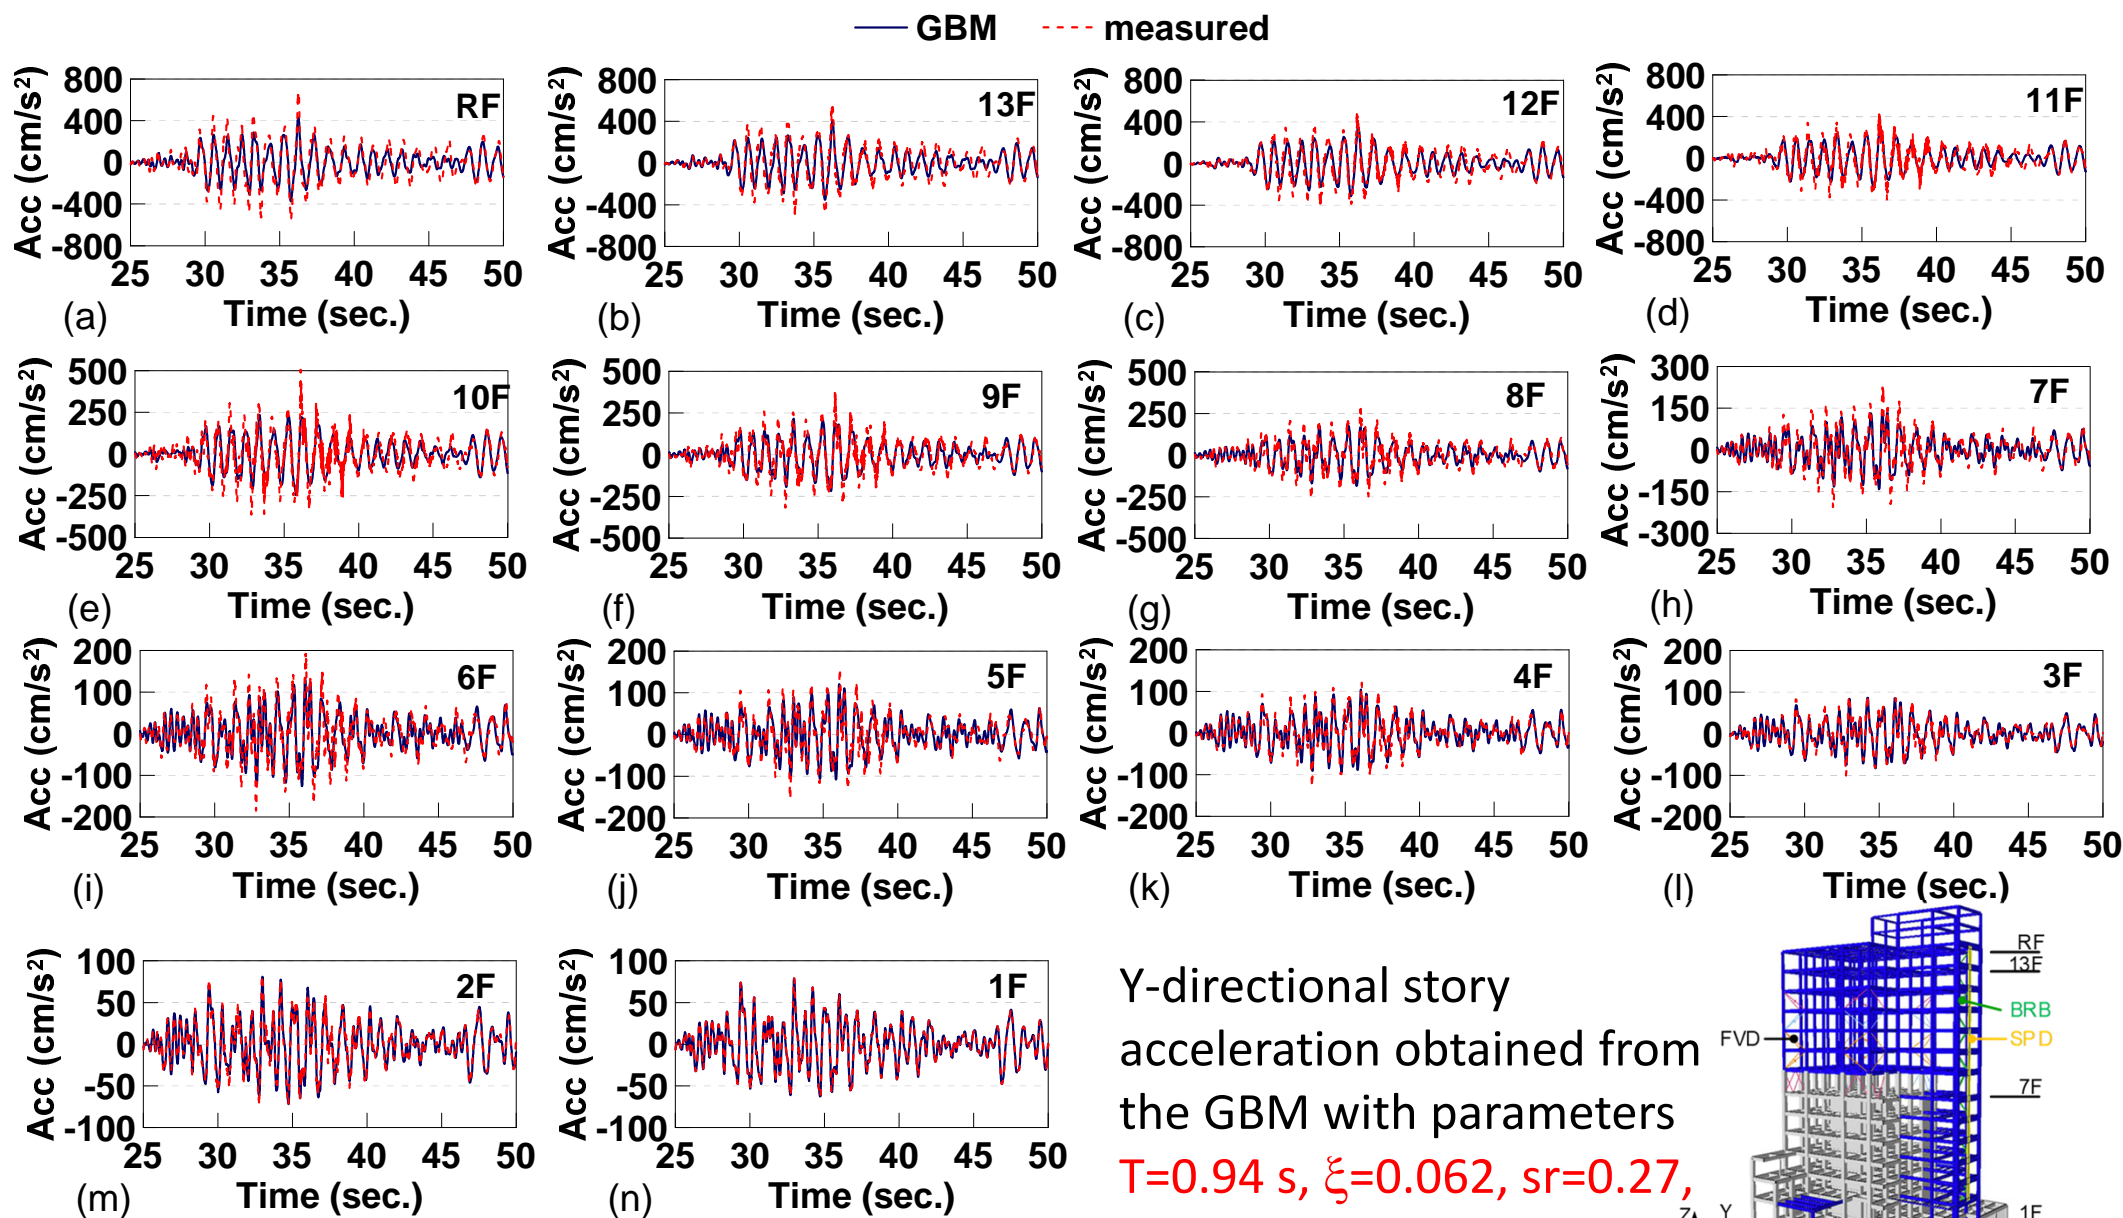 GBM measured
RF
Acc (cm/s²)
800
400
0
-400
-800
25 30 35 40 45 50
(a) Time (sec.)
13F
Acc (cm/s²)
800
400
0
-400
-800
25 30 35 40 45 50
(b) Time (sec.)
12F
Acc (cm/s²)
800
400
0
-400
-800
25 30 35 40 45 50
(c) Time (sec.)
11F
Acc (cm/s²)
800
400
0
-400
-800
25 30 35 40 45 50
(d) Time (sec.)
10F
Acc (cm/s²)
500
250
0
-250
-500
25 30 35 40 45 50
(e) Time (sec.)
9F
Acc (cm/s²)
500
250
0
-250
-500
25 30 35 40 45 50
(f) Time (sec.)
8F
Acc (cm/s²)
500
250
0
-250
-500
25 30 35 40 45 50
(g) Time (sec.)
7F
Acc (cm/s²)
300
150
0
-150
-300
25 30 35 40 45 50
(h) Time (sec.)
6F
Acc (cm/s²)
200
100
0
-100
-200
25 30 35 40 45 50
(i) Time (sec.)
5F
Acc (cm/s²)
200
100
0
-100
-200
25 30 35 40 45 50
(j) Time (sec.)
4F
Acc (cm/s²)
200
100
0
-100
-200
25 30 35 40 45 50
(k) Time (sec.)
3F
Acc (cm/s²)
200
100
0
-100
-200
25 30 35 40 45 50
(l) Time (sec.)
2F
Acc (cm/s²)
100
50
0
-50
-100
25 30 35 40 45 50
(m) Time (sec.)
1F
Acc (cm/s²)
100
50
0
-50
-100
25 30 35 40 45 50
(n) Time (sec.)
Y-directional story
acceleration obtained from
the GBM with parameters
T=0.94 s, ξ=0.062, sr=0.27,
RF
13F
BRB
FVD
SPD
7F
Z Y
1F